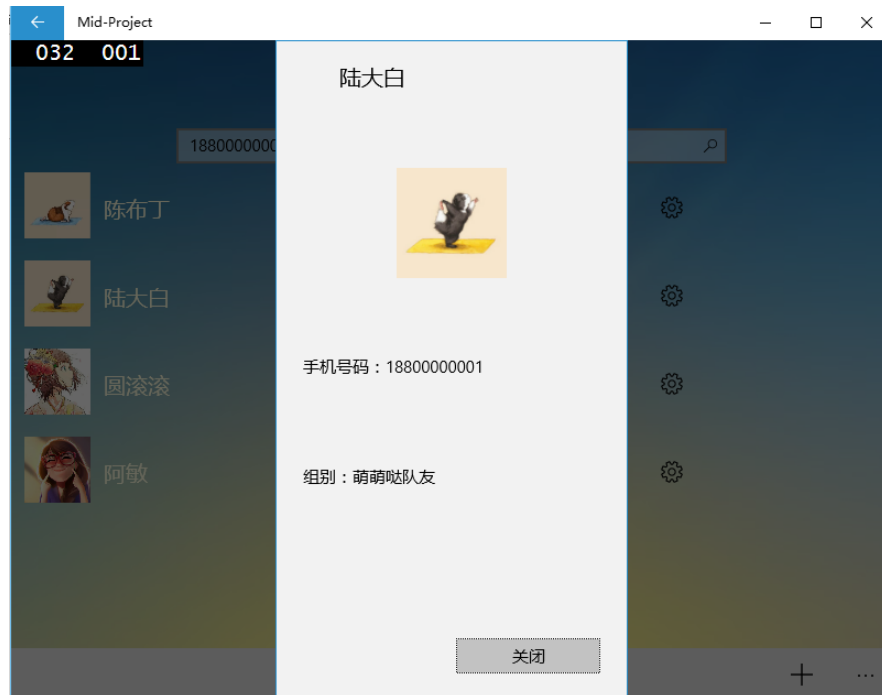 Mid-Project
032 001
陆大白
1880000000
陈布丁
陆大白
圆滚滚
阿敏
手机号码：18800000001
组别：萌萌哒队友
关闭